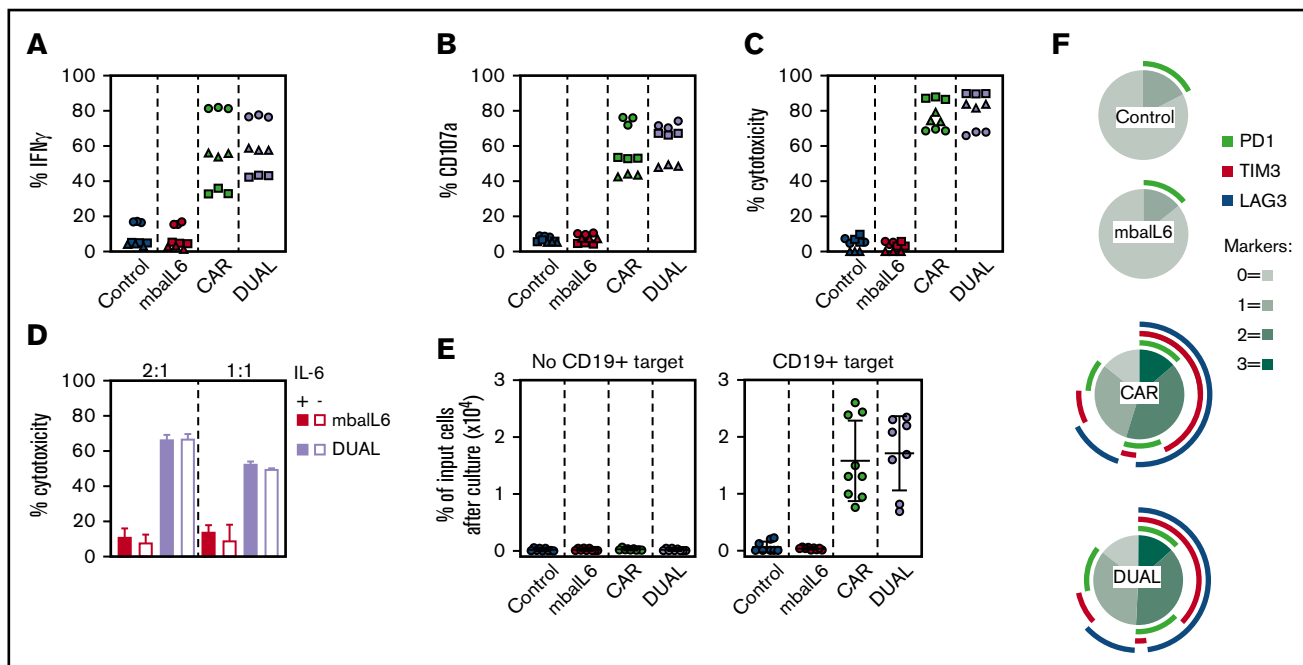 A
100
80
60
40
20
0
% IFNγ
Control
mbaIL6
CAR
DUAL
B
100
80
60
40
20
0
% CD107a
Control
mbaIL6
CAR
DUAL
C
100
80
60
40
20
0
% cytotoxicity
Control
mbaIL6
CAR
DUAL
D
2:1 1:1
100
80
60
40
20
0
% cytotoxicity
IL-6
+ -
mbaIL6
DUAL
E
No CD19+ target
3
2
1
0
% of input cells
after culture (x10⁴)
Control
mbaIL6
CAR
DUAL
CD19+ target
3
2
1
0
Control
mbaIL6
CAR
DUAL
F
Control
mbaIL6
CAR
DUAL
PD1
TIM3
LAG3
Markers:
0=
1=
2=
3=